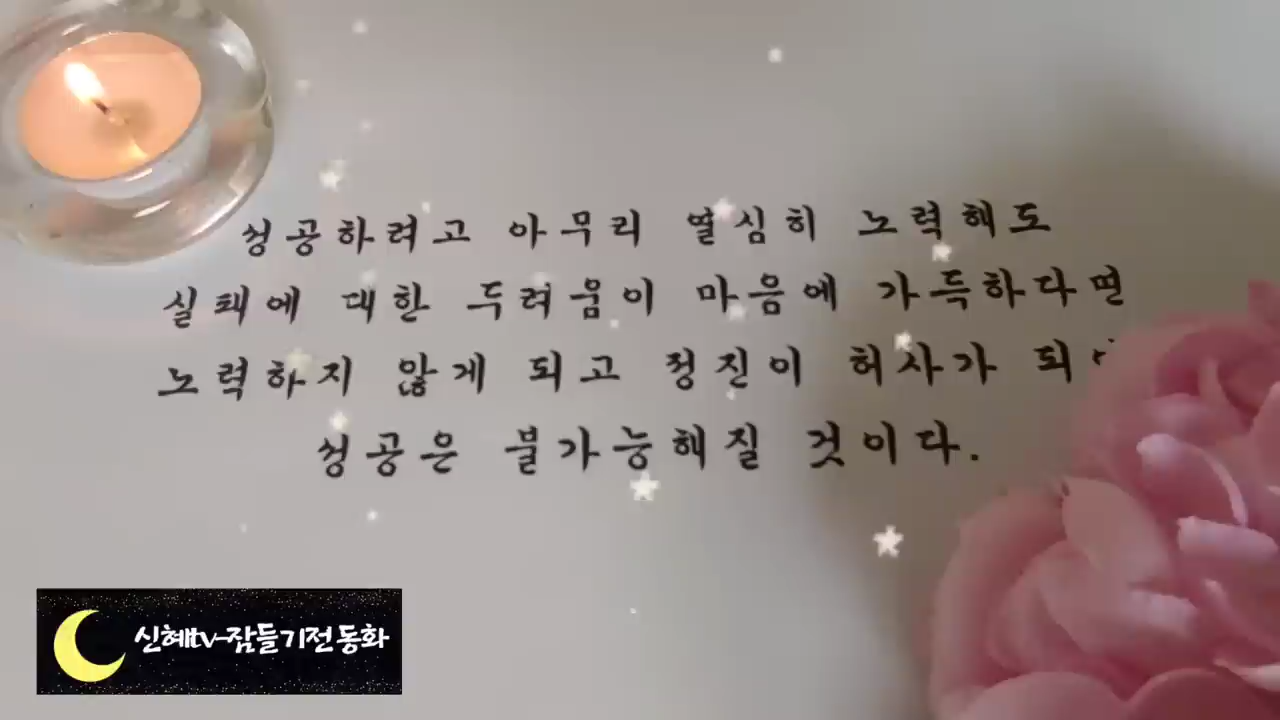 성공하려고 아무리 열심히 노력해도
실패에 대한 두려움이 마음에 가득하다면
노력하지 않게 되고 정진이 허사가 되
성공은 불가능해질 것이다.
신혜tv-잠들기전동화